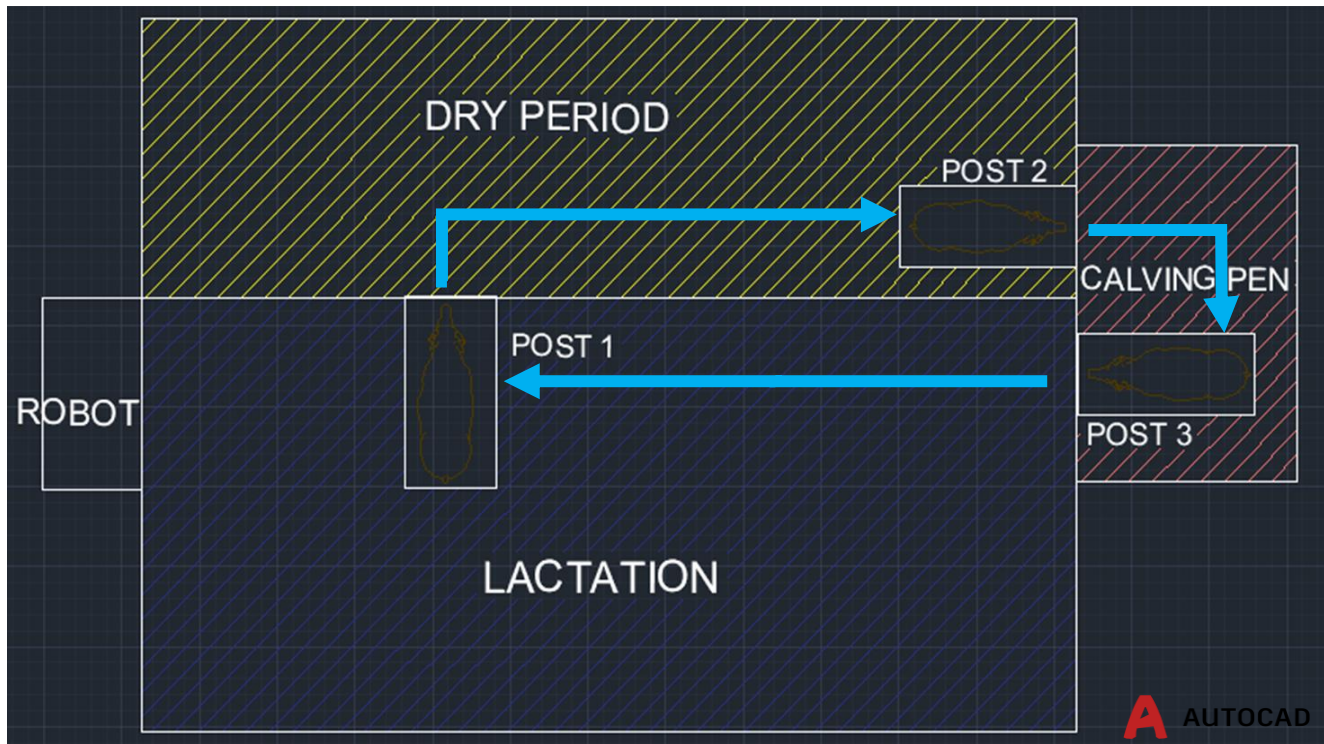 DRY PERIOD
POST 2
CALVING PEN
POST 1
ROBOT
POST 3
LACTATION
AUTOCAD